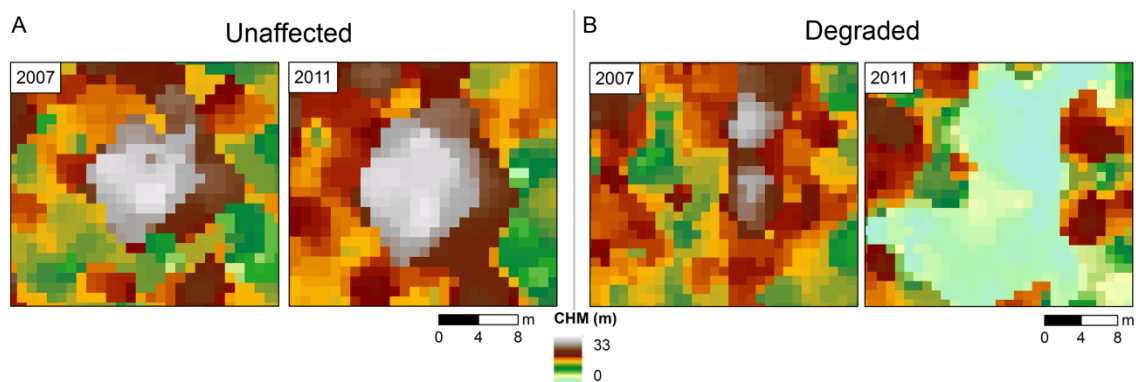 A
Unaffected
B
Degraded
2007
2011
2007
2011
m
0 4 8
CHM (m)
33
0
m
0 4 8